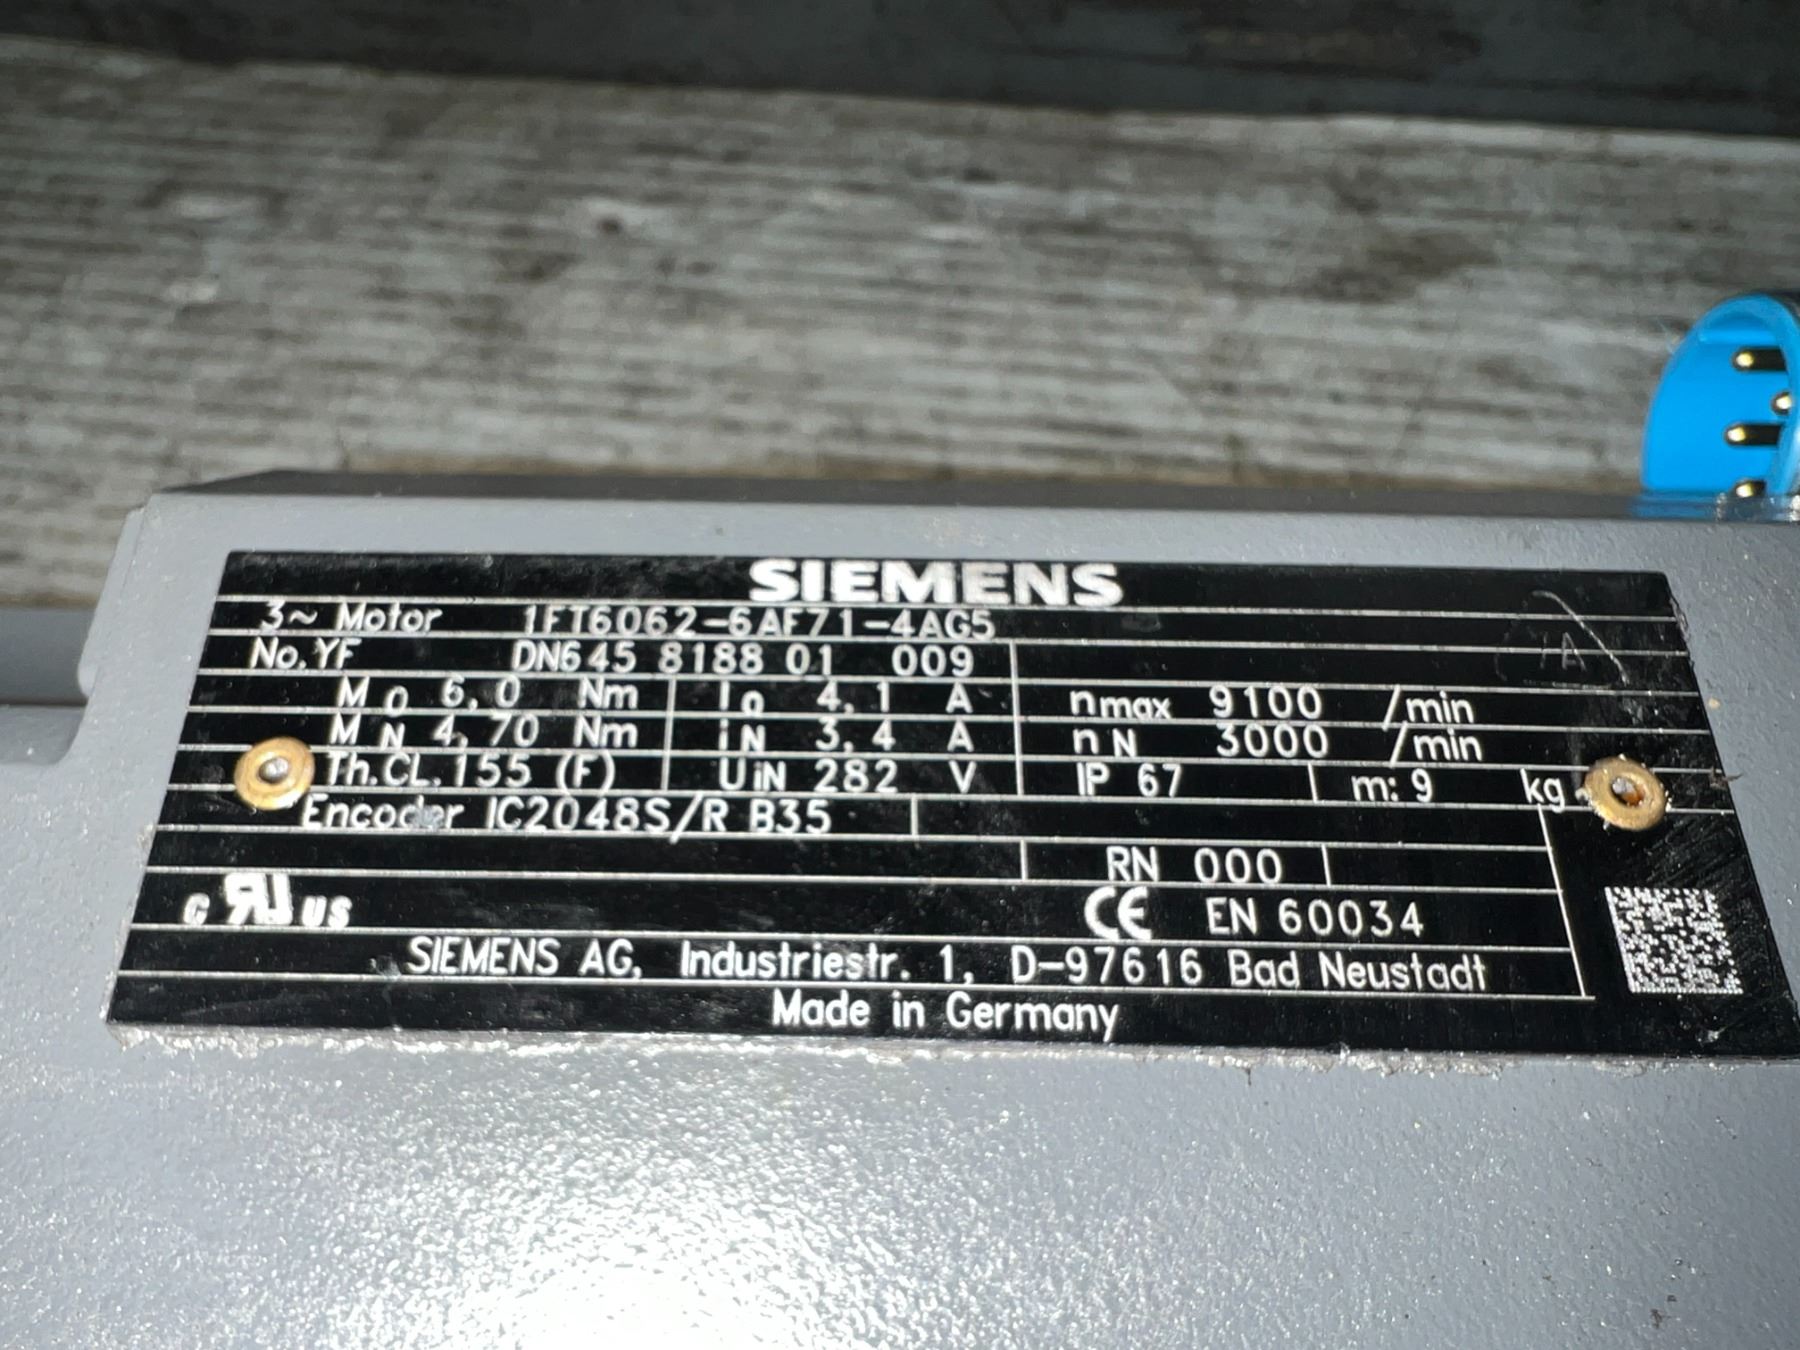 SIEMENS
3~ Motor 1FT6062-6AF71-4AG5
No. YF DN645 8188 01 009
M0 6,0 Nm I0 4,1 A nmax 9100 /min
MN 4,70 Nm IN 3,4 A nN 3000 /min
Th.CL.155 (F) UiN 282 V IP 67 m: 9 kg
Encoder IC2048S/R B35
RN 000
c RU us CE EN 60034
SIEMENS AG, Industriestr. 1, D-97616 Bad Neustadt
Made in Germany